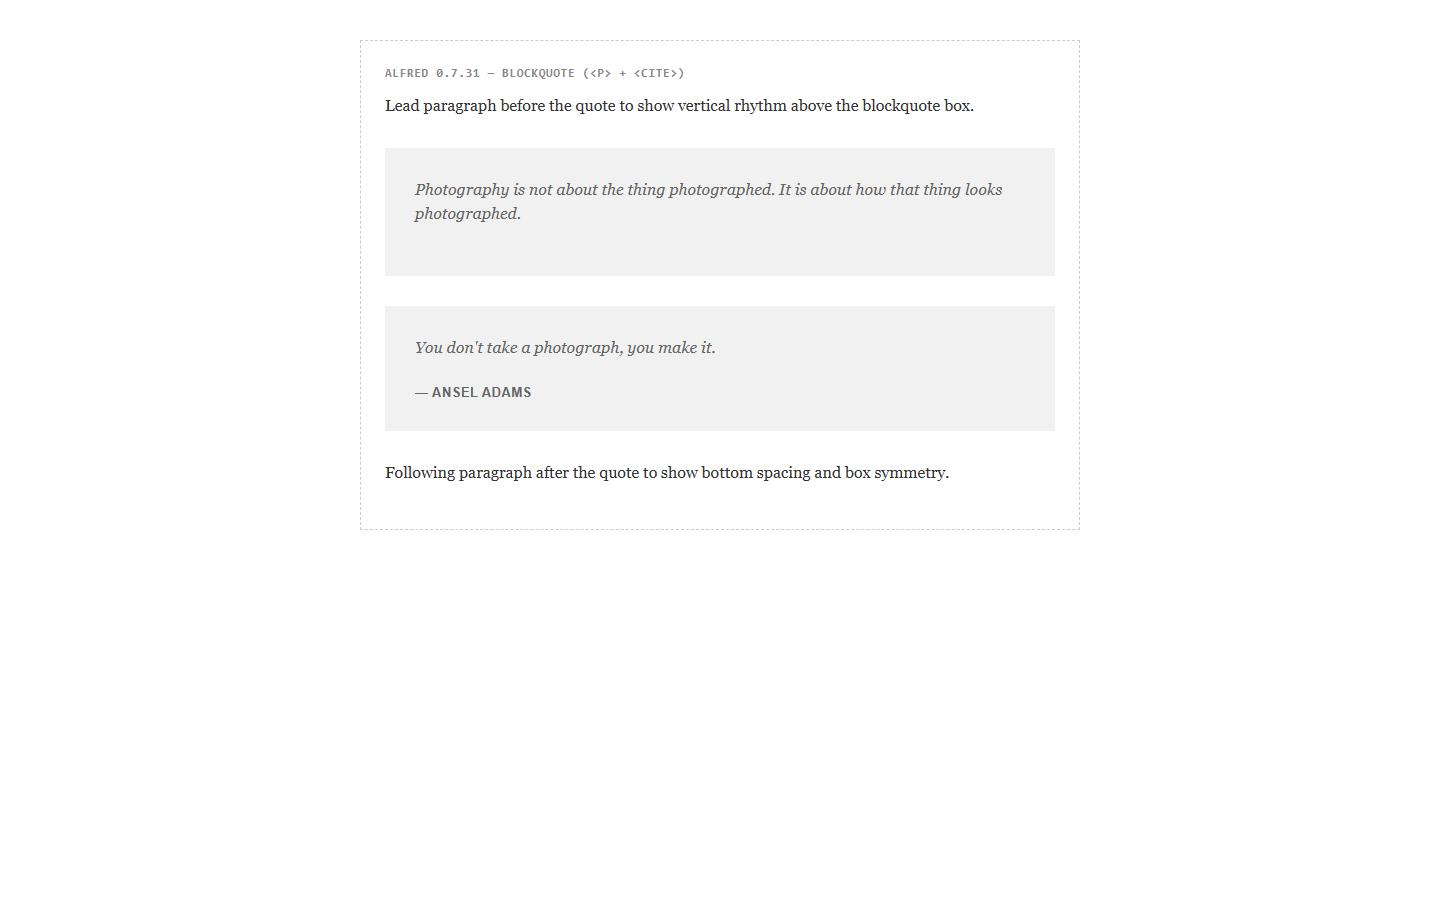 ALFRED 0.7.31 — BLOCKQUOTE (<P> + <CITE>)
Lead paragraph before the quote to show vertical rhythm above the blockquote box.
Photography is not about the thing photographed. It is about how that thing looks
photographed.
You don't take a photograph, you make it.
— ANSEL ADAMS
Following paragraph after the quote to show bottom spacing and box symmetry.